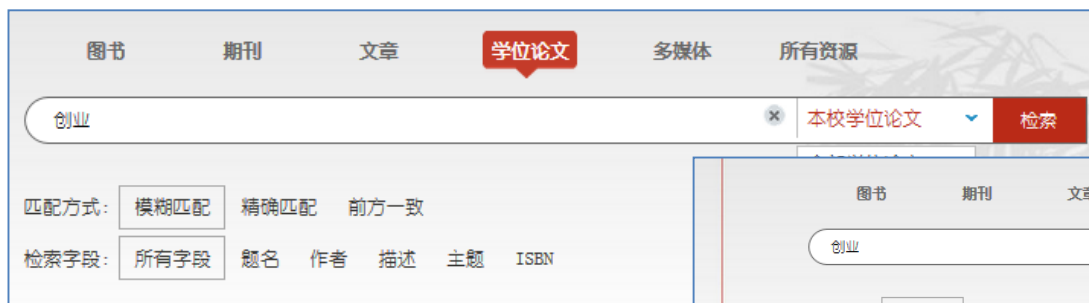 图书 期刊 文章 学位论文 多媒体 所有资源
创业 本校学位论文 检索
匹配方式: 模糊匹配 精确匹配 前方一致
检索字段: 所有字段 题名 作者 描述 主题 ISBN
图书 期刊
创业